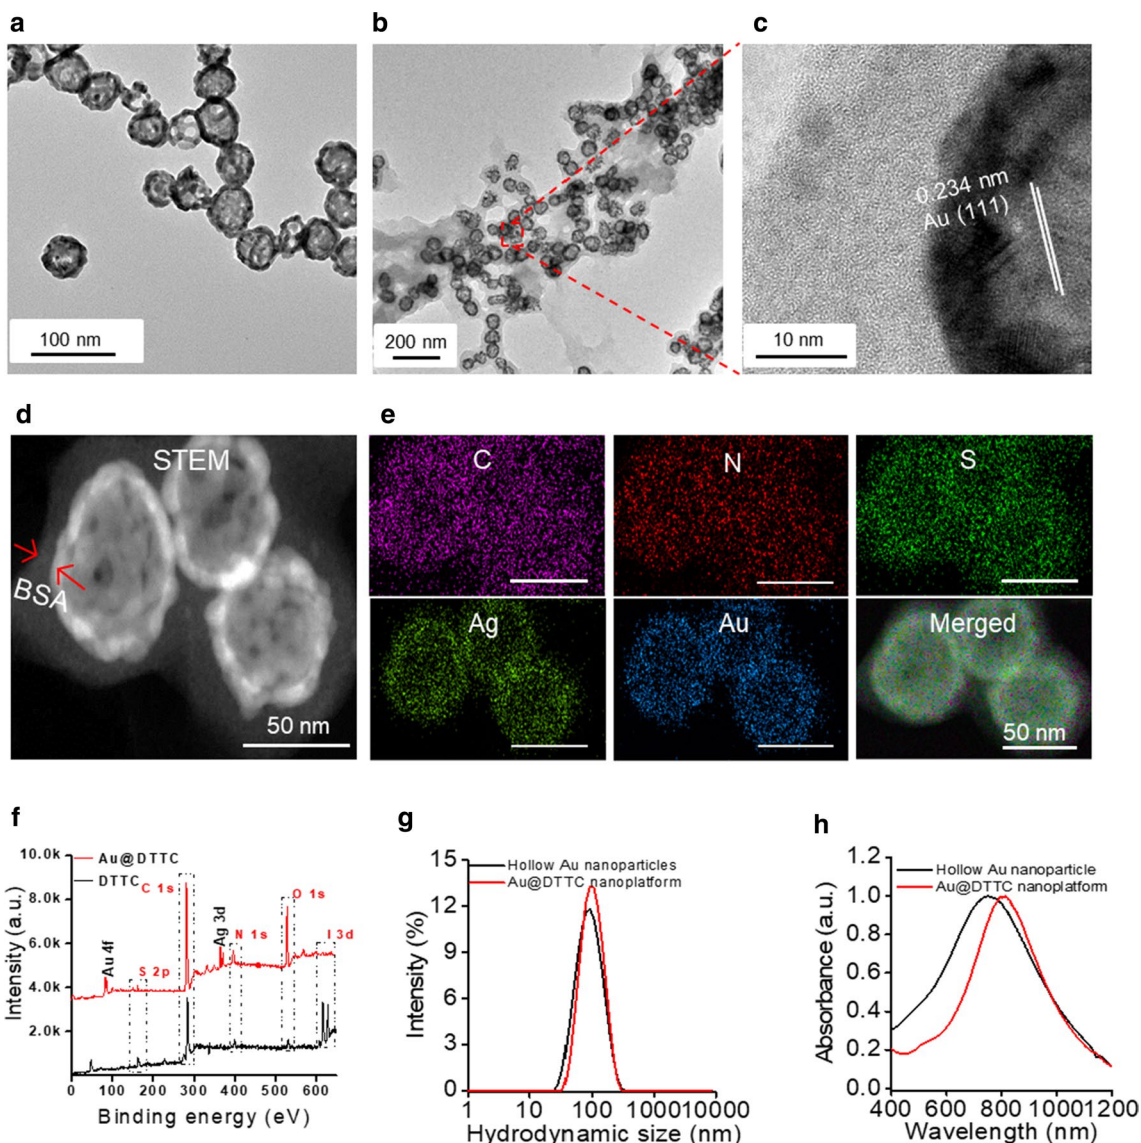 a
b
c
100 nm
200 nm
0.234 nm
Au (111)
10 nm
d
e
STEM
BSA
50 nm
C
N
S
Ag
Au
Merged
50 nm
f
g
h
Intensity (a.u.)
10.0k
8.0k
6.0k
4.0k
2.0k
Au@DTTC
DTTC
Au 4f
S 2p
C 1s
Ag 3d
N 1s
O 1s
I 3d
0 100 200 300 400 500 600
Binding energy (eV)
Intensity (%)
15
12
9
6
3
0
Hollow Au nanoparticles
Au@DTTC nanoplatform
1 10 100 1000 10000
Hydrodynamic size (nm)
Absorbance (a.u.)
1.2
1.0
0.8
0.6
0.4
0.2
0.0
Hollow Au nanoparticle
Au@DTTC nanoplatform
400 600 800 1000 1200
Wavelength (nm)